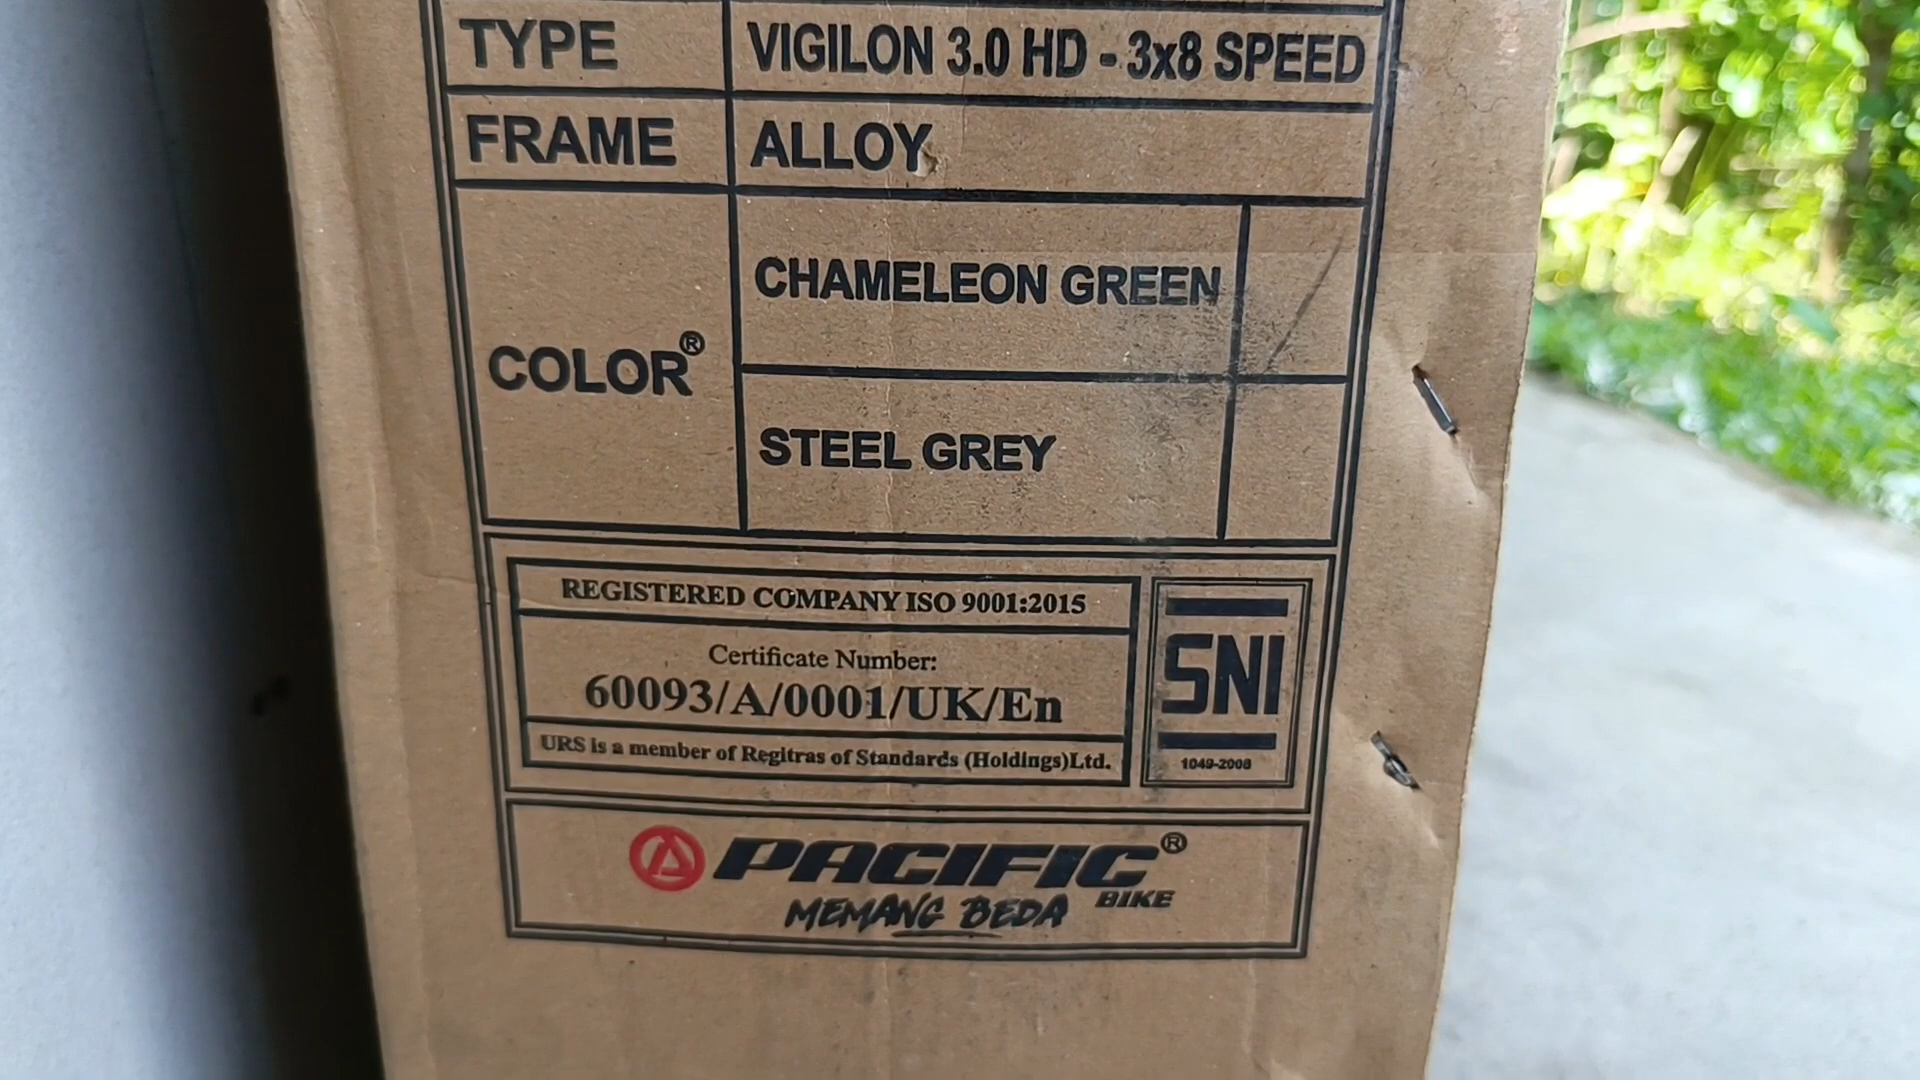 TYPE VIGILON 3.0 HD - 3x8 SPEED
FRAME ALLOY
COLOR®
CHAMELEON GREEN
STEEL GREY
REGISTERED COMPANY ISO 9001:2015
Certificate Number:
60093/A/0001/UK/En
URS is a member of Regitras of Standards (Holdings)Ltd.
SNI
1049-2008
PACIFIC®
BIKE
MEMANG BEDA